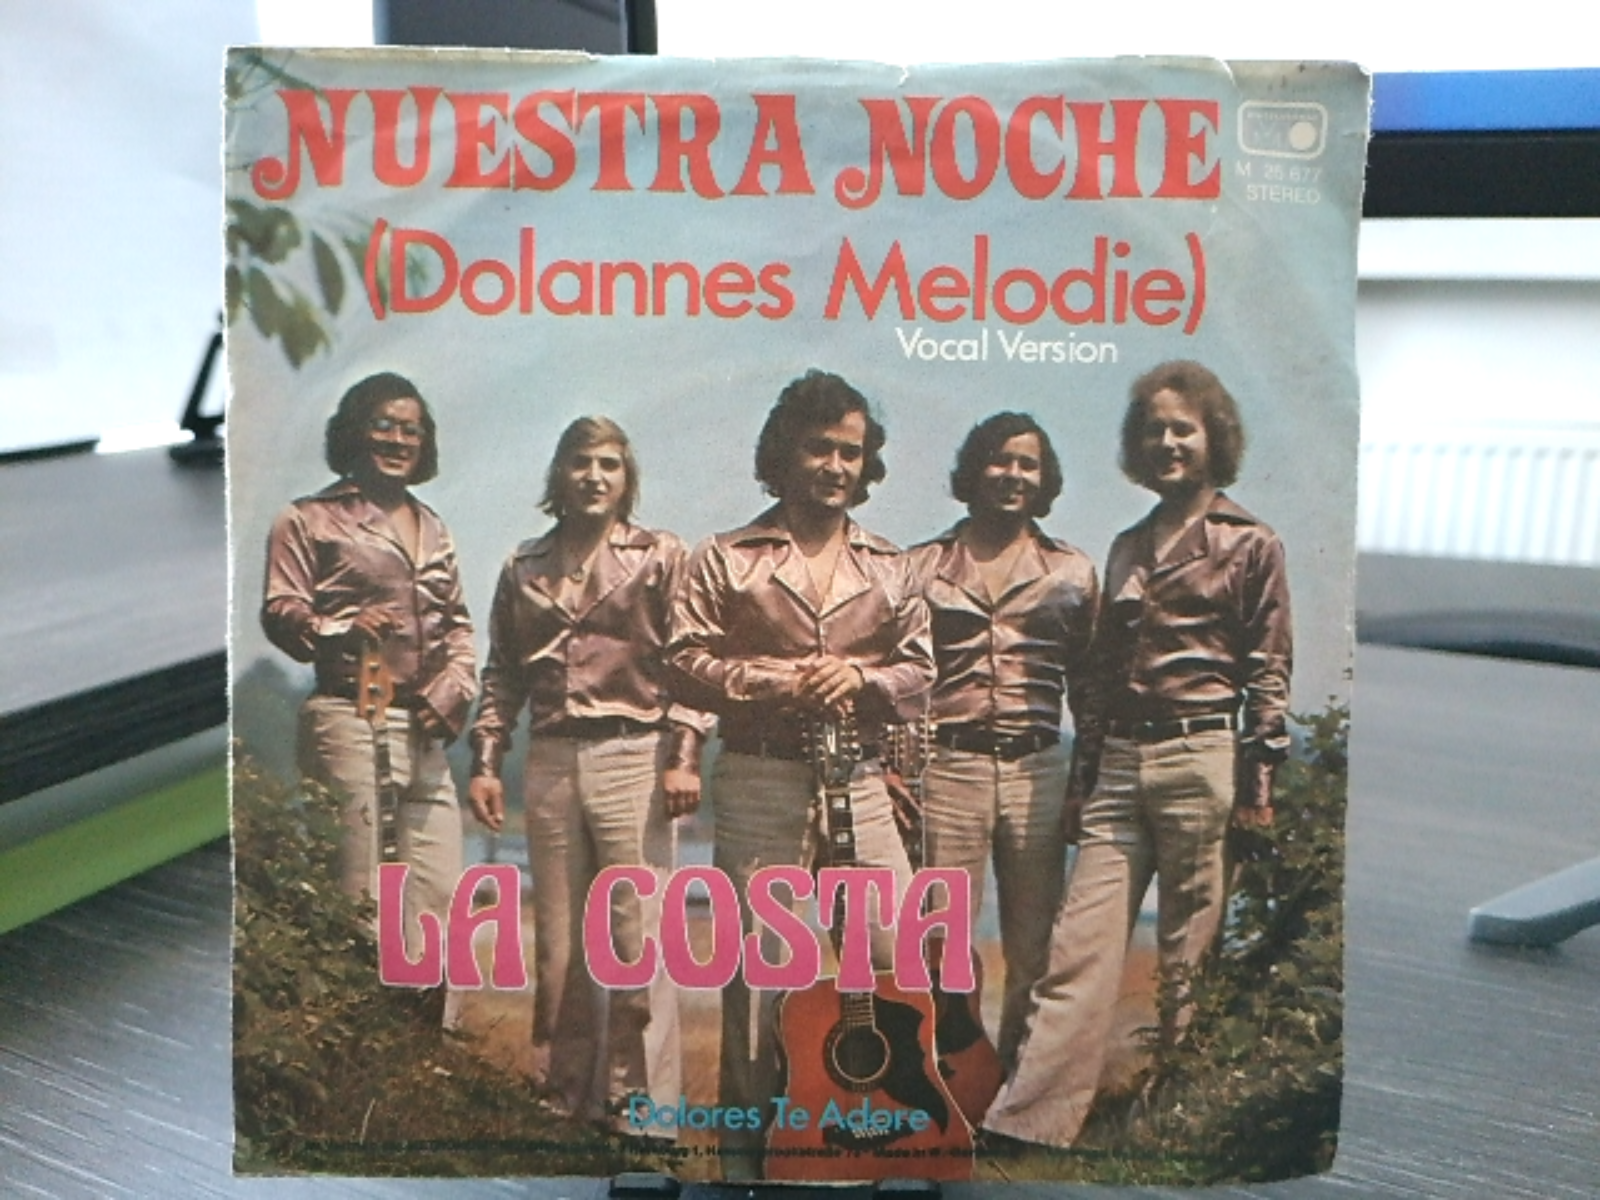 NUESTRA NOCHE
M 25 677
STEREO
(Dolannes Melodie)
Vocal Version
LA COSTA
Dolores Te Adore